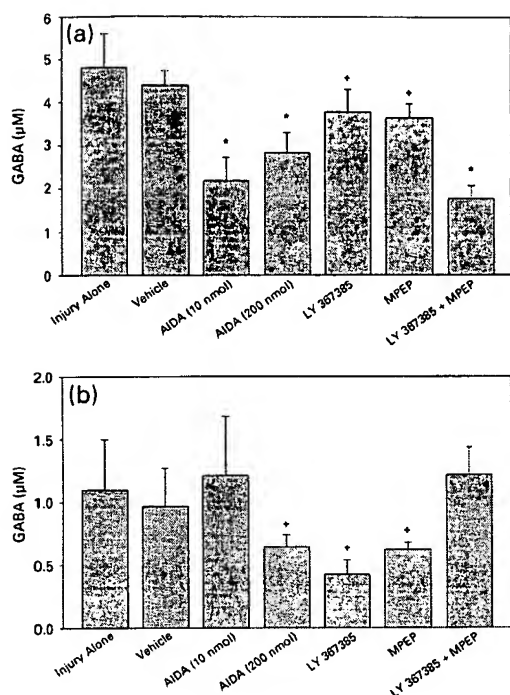 (a)
GABA (μM)
6
5
4
3
2
1
0
* * + + *
Injury Alone
Vehicle
AIDA (10 nmol)
AIDA (200 nmol)
LY 367385
MPEP
LY 367385 + MPEP
(b)
GABA (μM)
2.0
1.5
1.0
0.5
0.0
+ + +
Injury Alone
Vehicle
AIDA (10 nmol)
AIDA (200 nmol)
LY 367385
MPEP
LY 367385 + MPEP